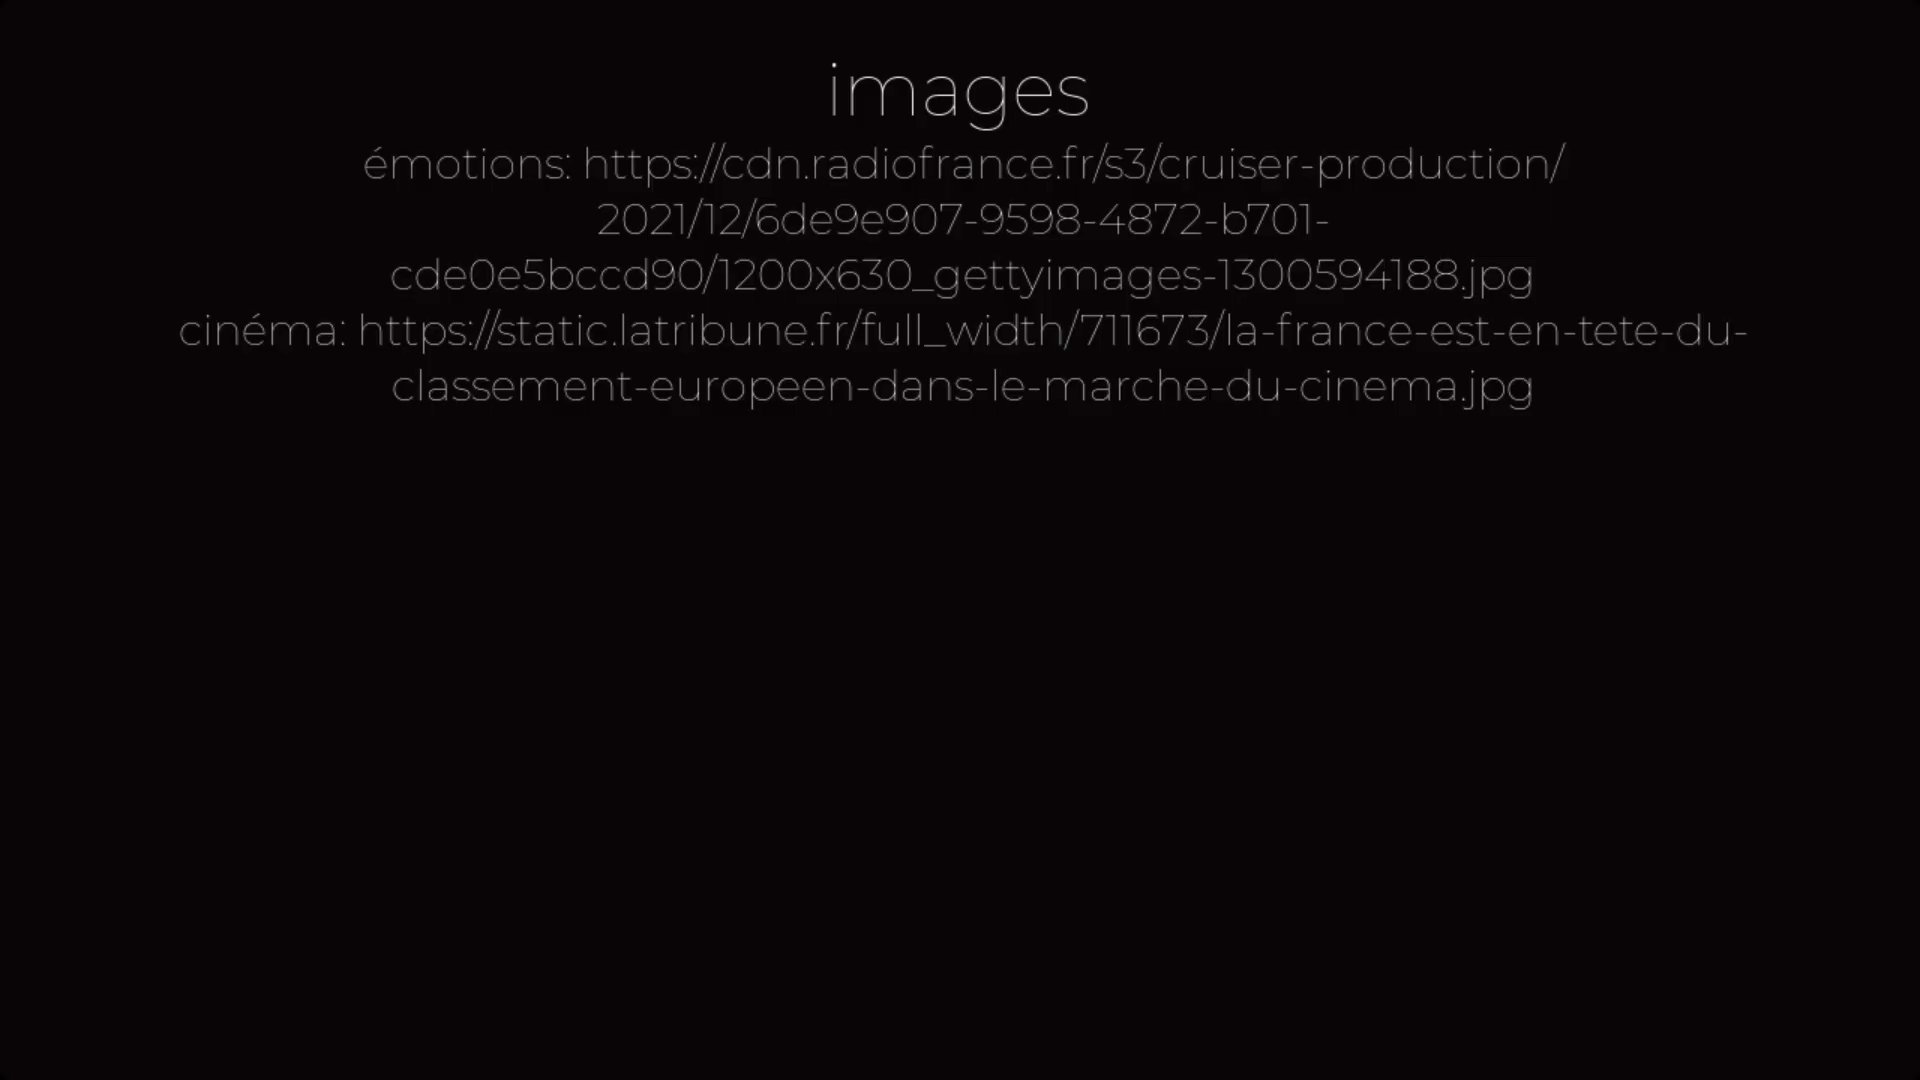 images
émotions: https://cdn.radiofrance.fr/s3/cruiser-production/
2021/12/6de9e907-9598-4872-b701-
cde0e5bccd90/1200x630_gettyimages-1300594188.jpg
cinéma: https://static.latribune.fr/full_width/711673/la-france-est-en-tete-du-
classement-europeen-dans-le-marche-du-cinema.jpg